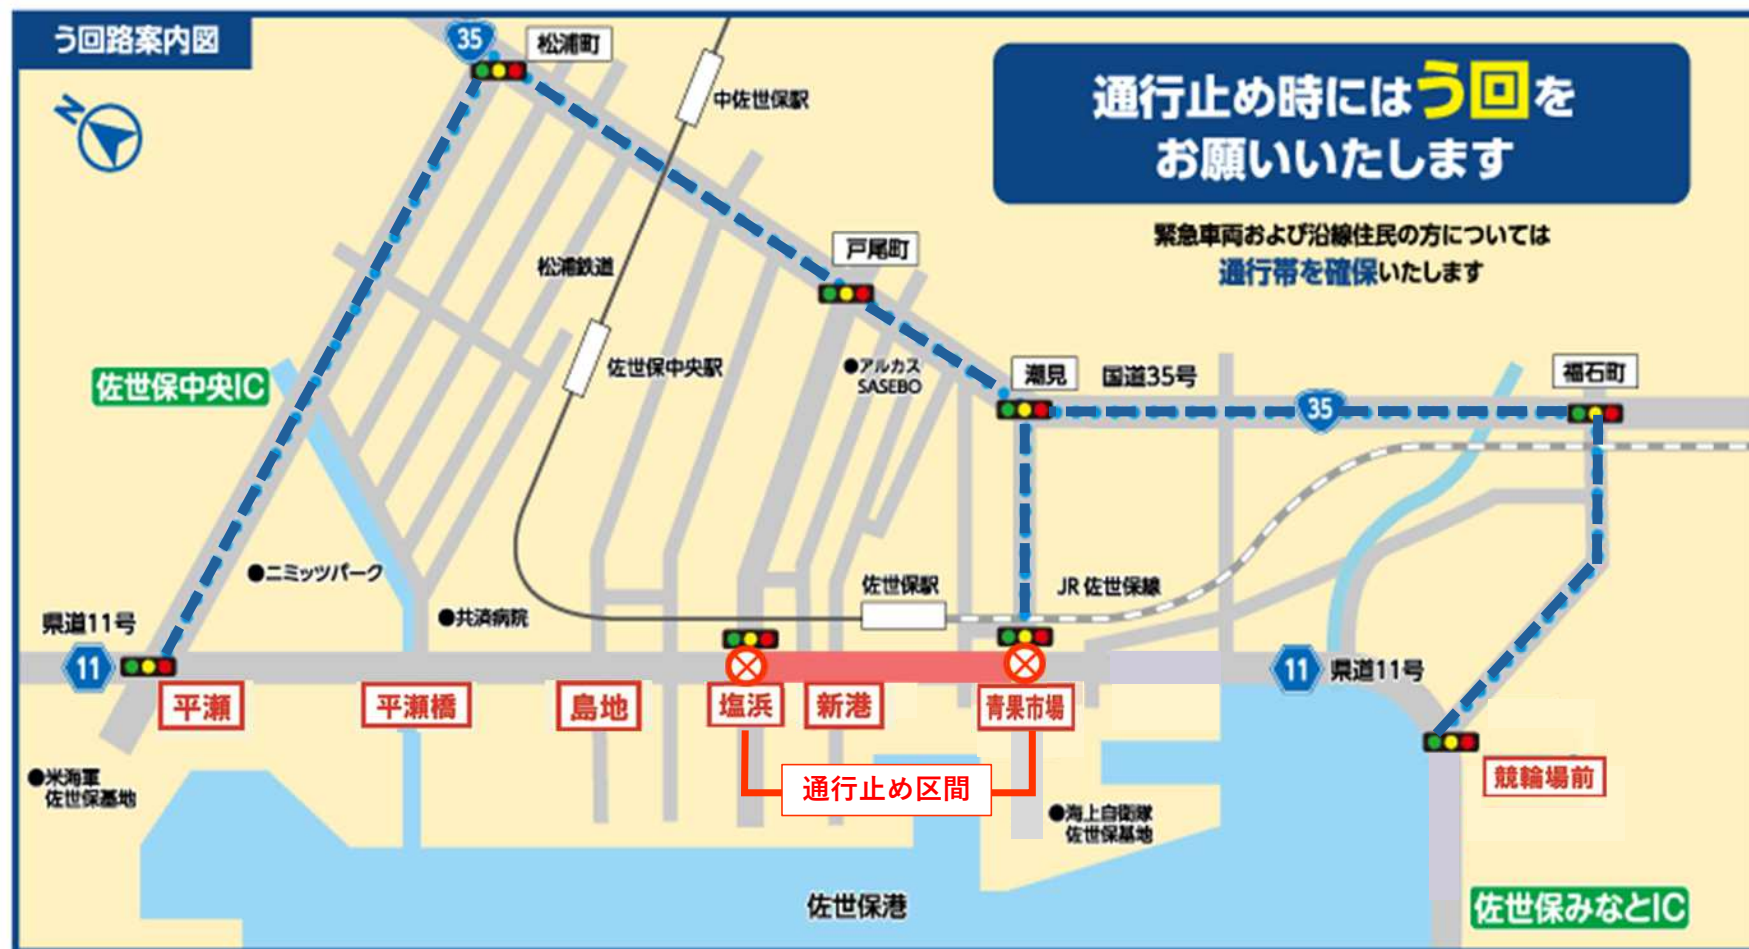 う回路案内図
N
35
松浦町
中佐世保駅
通行止め時にはう回を
お願いいたします
緊急車両および沿線住民の方については
通行帯を確保いたします
戸尾町
松浦鉄道
佐世保中央駅
●アルカス
SASEBO
潮見
国道35号
35
福石町
佐世保中央IC
●ニミッツパーク
●共済病院
佐世保駅
JR 佐世保線
県道11号
11
11
県道11号
平瀬
平瀬橋
島地
塩浜
新港
青果市場
通行止め区間
競輪場前
●米海軍
佐世保基地
●海上自衛隊
佐世保基地
佐世保港
佐世保みなとIC